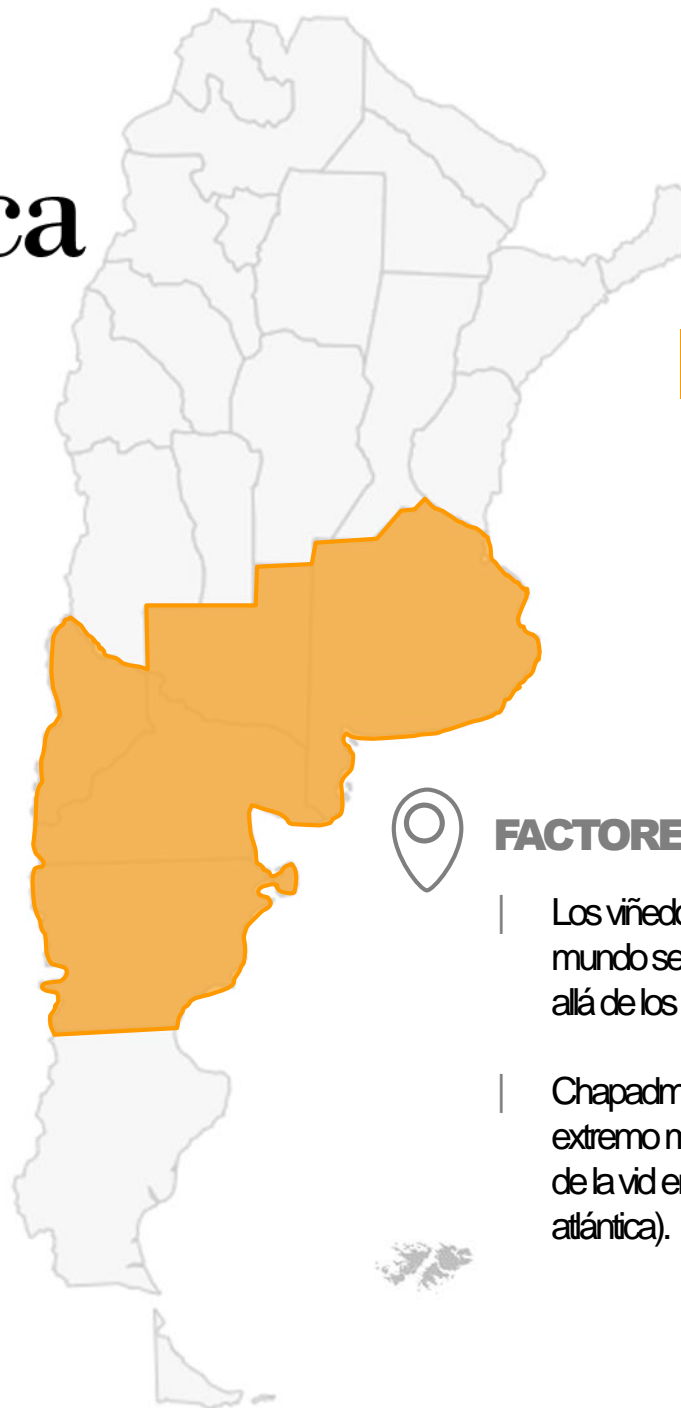 ca
FACTORE
Los viñedo
mundo se
allá de los
Chapadm
extremo m
de la vid en
atlántica).